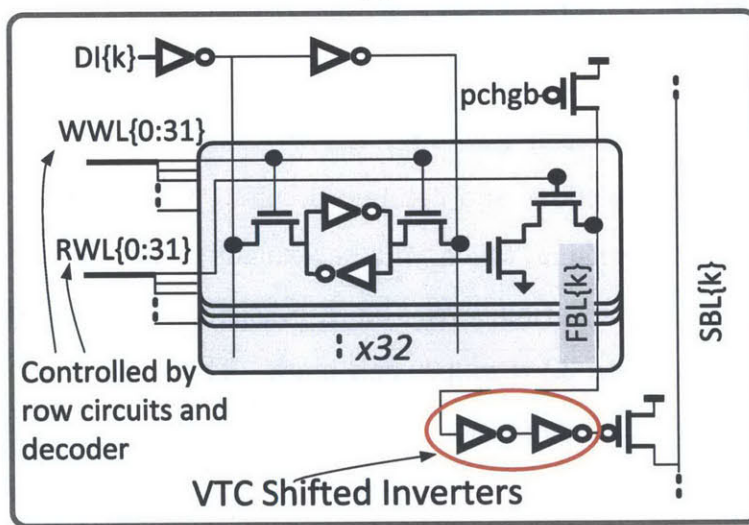 DI{k}
pchgb
WWL{0:31}
RWL{0:31}
FBL{k}
SBL{k}
x32
Controlled by
row circuits and
decoder
VTC Shifted Inverters